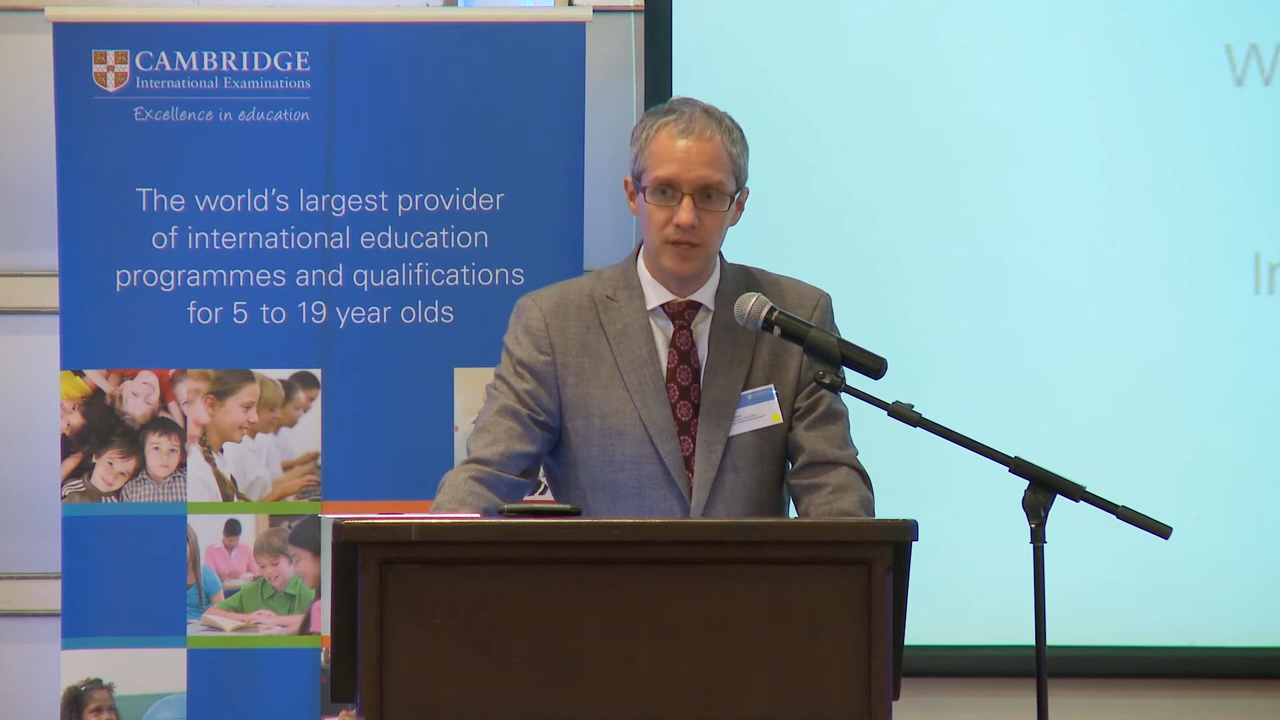 CAMBRIDGE
International Examinations
Excellence in education
The world's largest provider
of international education
programmes and qualifications
for 5 to 19 year olds
W
In